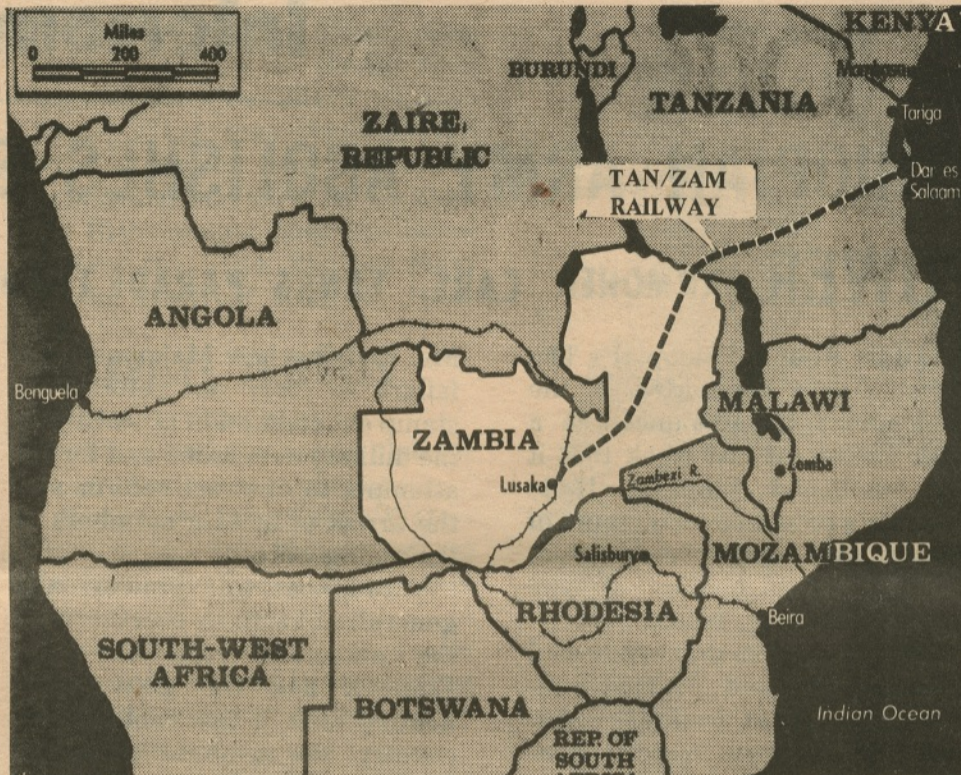 Miles
0 200 400
KENYA
BURUNDI
Mombasa
TANZANIA
Tariga
ZAIRE
REPUBLIC
TAN/ZAM
RAILWAY
Dar es
Salaam
ANGOLA
Benguela
MALAWI
ZAMBIA
Lusaka
Zambezi R.
Zomba
Salisbury
MOZAMBIQUE
RHODESIA
Beira
SOUTH-WEST
AFRICA
BOTSWANA
Indian Ocean
REP. OF
SOUTH